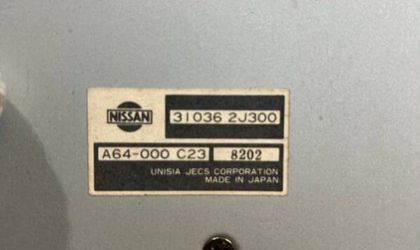 NISSAN 31036 2J300
A64-000 C23 8202
UNISIA JECS CORPORATION
MADE IN JAPAN